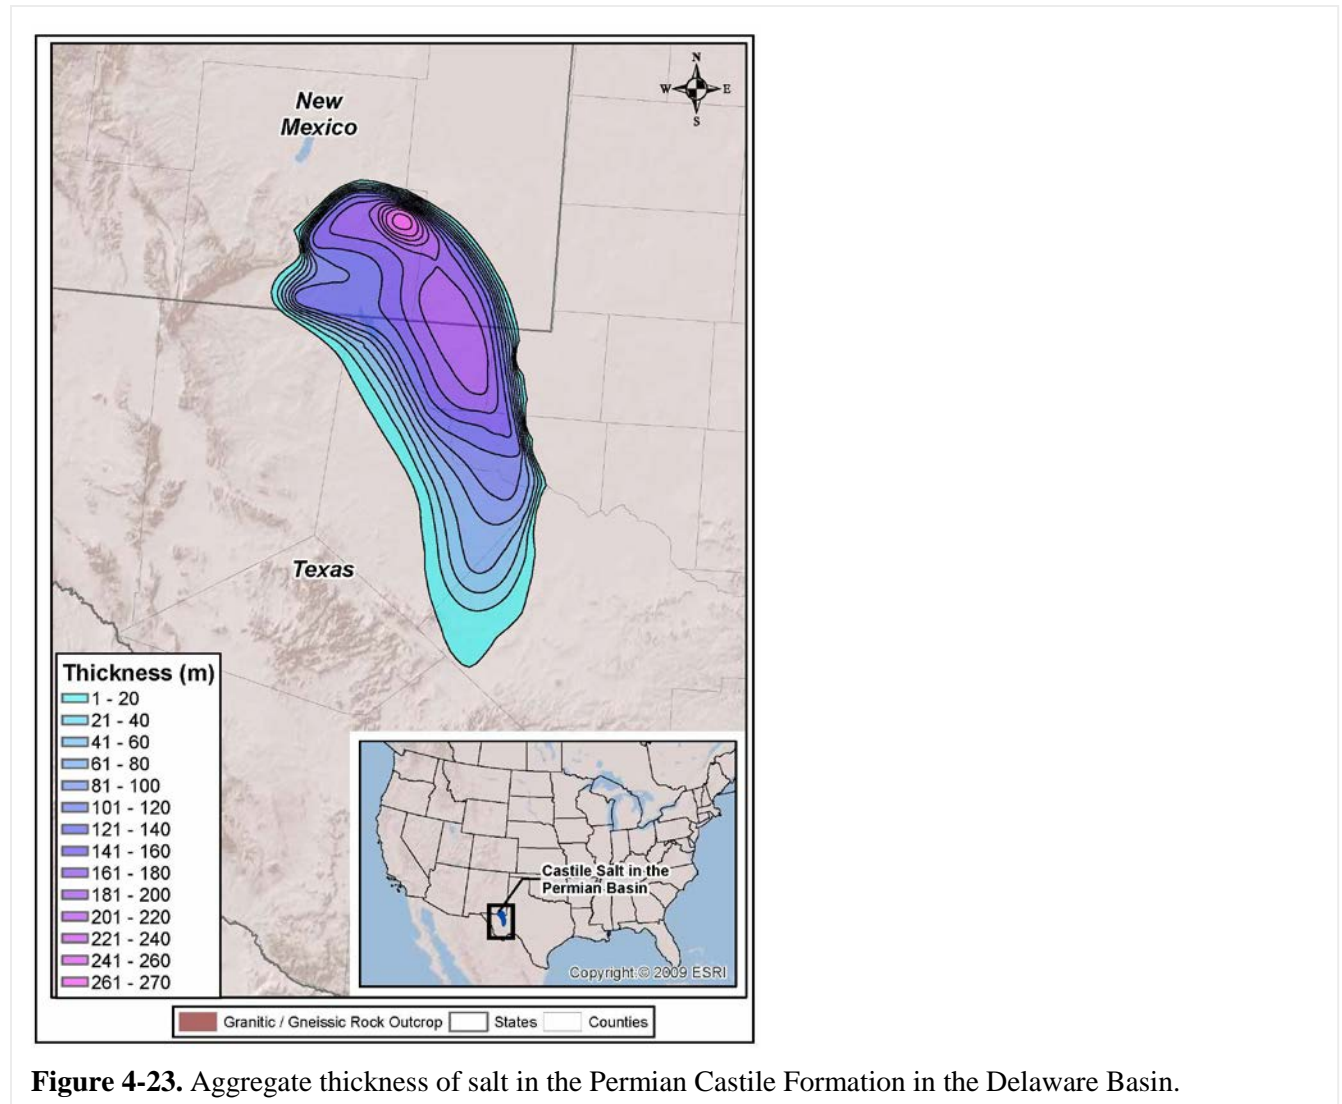 N
W E
S
New
Mexico
Texas
Thickness (m)
1 - 20
21 - 40
41 - 60
61 - 80
81 - 100
101 - 120
121 - 140
141 - 160
161 - 180
181 - 200
201 - 220
221 - 240
241 - 260
261 - 270
Castile Salt in the
Permian Basin
Copyright:© 2009 ESRI
Granitic / Gneissic Rock Outcrop States Counties
Figure 4-23. Aggregate thickness of salt in the Permian Castile Formation in the Delaware Basin.